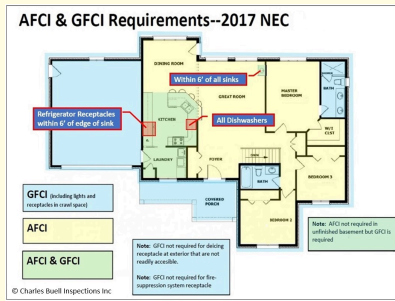 AFCI & GFCI Requirements--2017 NEC
DINING ROOM
Within 6' of all sinks
MASTER
BEDROOM
BATH
GREAT ROOM
Refrigerator Receptacles
within 6' of edge of sink
KITCHEN
All Dishwashers
W/I
CLST
LAUNDRY
FOYER
BATH
BEDROOM 3
COVERED
PORCH
BEDROOM 2
GFCI (including lights and
receptacles in crawl space)
AFCI
AFCI & GFCI
Note: GFCI not required for deicing
receptacle at exterior that are not
readily accessible.
Note: GFCI not required for fire-
suppression system receptacle
Note: AFCI not required in
unfinished basement but GFCI is
required
© Charles Buell Inspections Inc